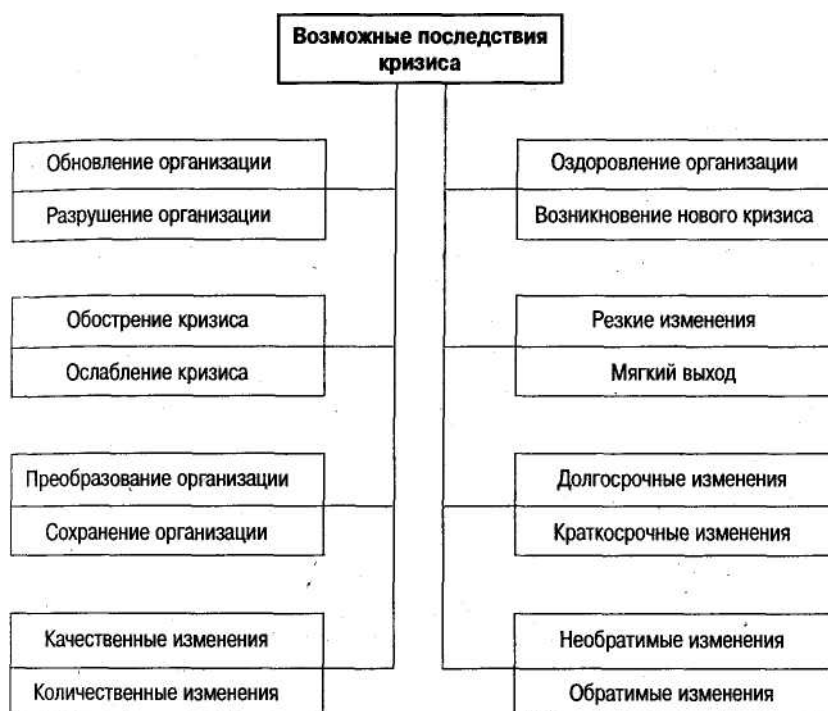 Возможные последствия
кризиса
Обновление организации
Разрушение организации
Обострение кризиса
Ослабление кризиса
Преобразование организации
Сохранение организации
Качественные изменения
Количественные изменения
Оздоровление организации
Возникновение нового кризиса
Резкие изменения
Мягкий выход
Долгосрочные изменения
Краткосрочные изменения
Необратимые изменения
Обратимые изменения